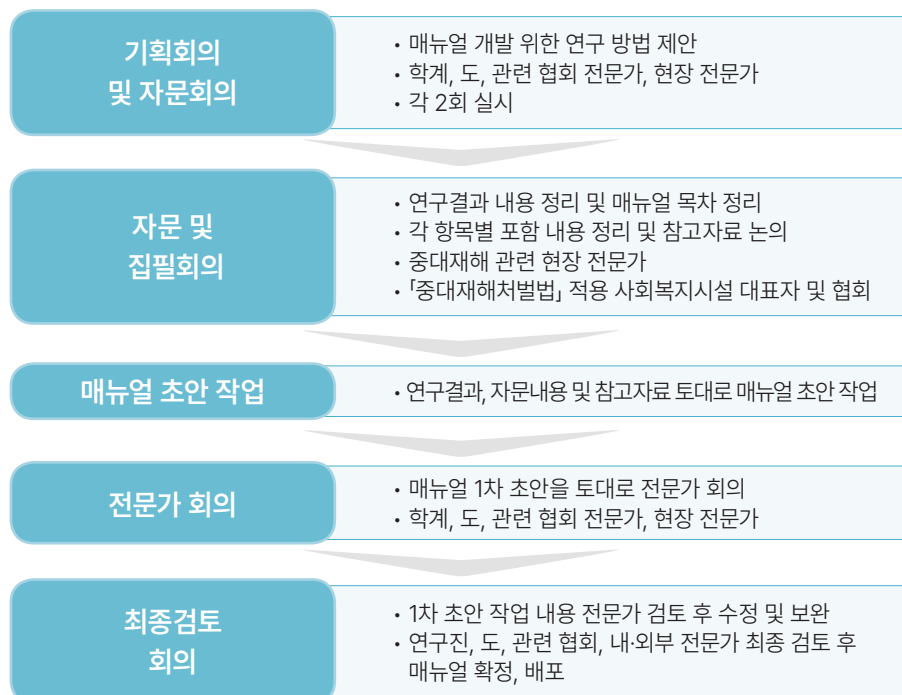 기획회의
및 자문회의
• 매뉴얼 개발 위한 연구 방법 제안
• 학계, 도, 관련 협회 전문가, 현장 전문가
• 각 2회 실시
자문 및
집필회의
• 연구결과 내용 정리 및 매뉴얼 목차 정리
• 각 항목별 포함 내용 정리 및 참고자료 논의
• 중대재해 관련 현장 전문가
• 「중대재해처벌법」 적용 사회복지시설 대표자 및 협회
매뉴얼 초안 작업
• 연구결과, 자문내용 및 참고자료 토대로 매뉴얼 초안 작업
전문가 회의
• 매뉴얼 1차 초안을 토대로 전문가 회의
• 학계, 도, 관련 협회 전문가, 현장 전문가
최종검토
회의
• 1차 초안 작업 내용 전문가 검토 후 수정 및 보완
• 연구진, 도, 관련 협회, 내·외부 전문가 최종 검토 후
매뉴얼 확정, 배포